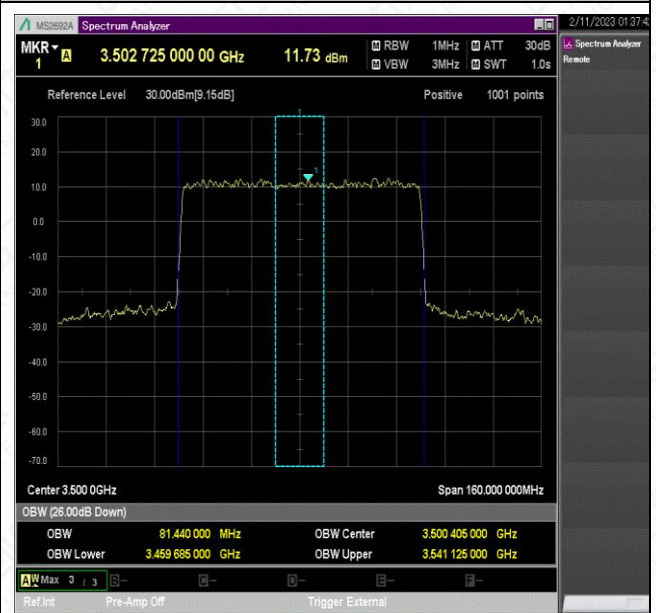 MS2692A Spectrum Analyzer
2/11/2023 01:37:42
MKR 1 A 3.502 725 000 00 GHz 11.73 dBm
M RBW 1MHz M ATT 30dB
M VBW 3MHz M SWT 1.0s
Spectrum Analyzer
Remote
Reference Level 30.00dBm[9.15dB] Positive 1001 points
1
30.0
20.0
1
10.0
0.0
-10.0
-20.0
-30.0
-40.0
-50.0
-60.0
-70.0
Center 3.500 0GHz Span 160.000 000MHz
OBW (26.00dB Down)
OBW 81.440 000 MHz OBW Center 3.500 405 000 GHz
OBW Lower 3.459 685 000 GHz OBW Upper 3.541 125 000 GHz
A W Max 3 / 3 B- C- D- E- F-
Ref.Int Pre-Amp Off Trigger External